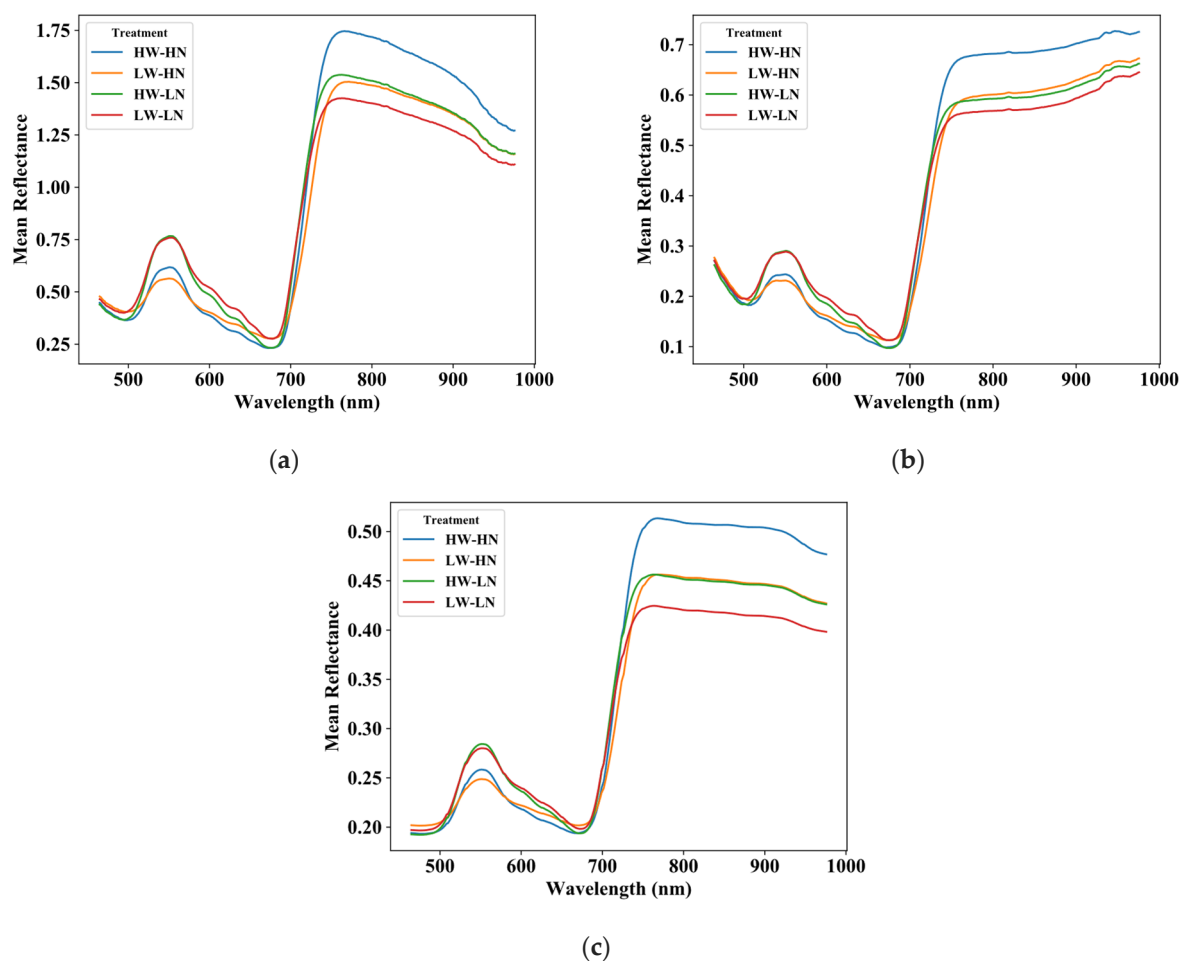 Treatment
HW-HN
LW-HN
HW-LN
LW-LN
1.75
1.50
1.25
1.00
0.75
0.50
0.25
Mean Reflectance
500 600 700 800 900 1000
Wavelength (nm)
(a)
Treatment
HW-HN
LW-HN
HW-LN
LW-LN
0.7
0.6
0.5
0.4
0.3
0.2
0.1
Mean Reflectance
500 600 700 800 900 1000
Wavelength (nm)
(b)
Treatment
HW-HN
LW-HN
HW-LN
LW-LN
0.50
0.45
0.40
0.35
0.30
0.25
0.20
Mean Reflectance
500 600 700 800 900 1000
Wavelength (nm)
(c)